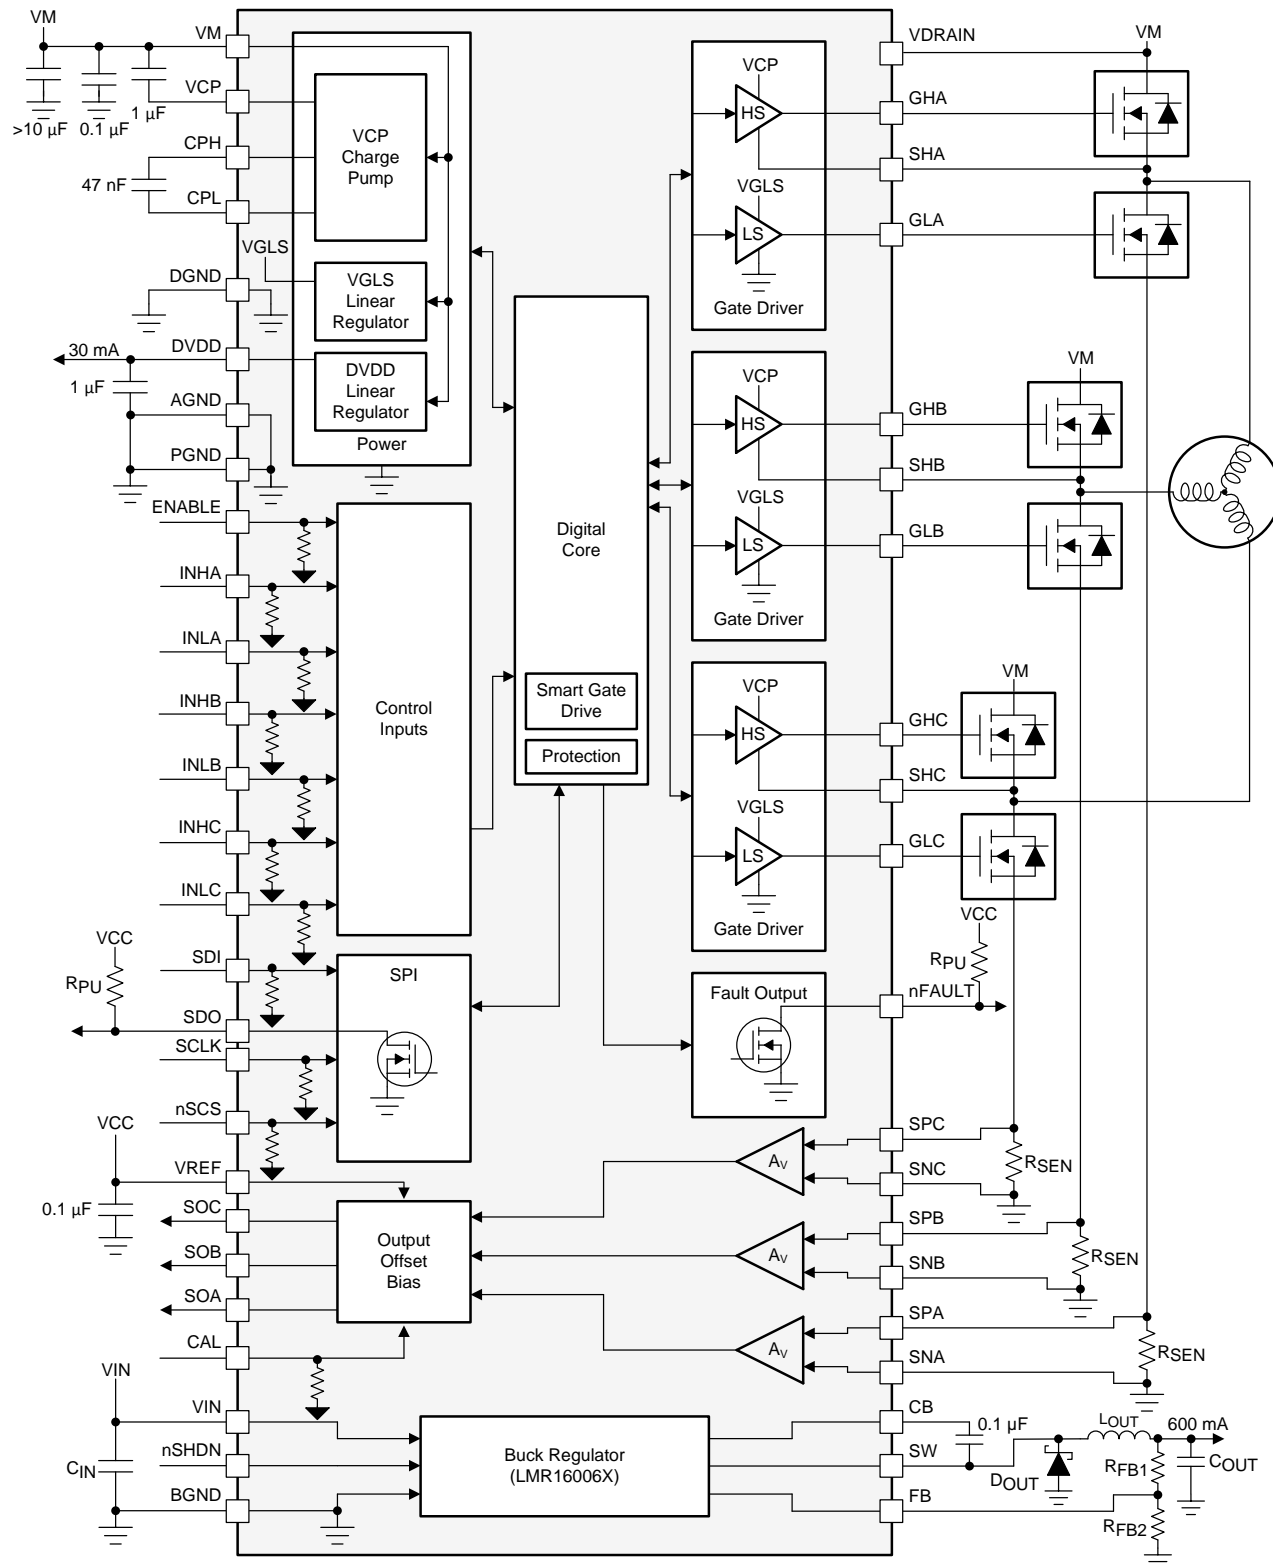 VM
VM
VCP
>10 µF
0.1 µF
1 µF
CPH
47 nF
CPL
DGND
VGLS
30 mA
DVDD
1 µF
AGND
PGND
VCP
Charge
Pump
VGLS
Linear
Regulator
DVDD
Linear
Regulator
Power
ENABLE
INHA
INLA
INHB
INLB
INHC
INLC
Control
Inputs
VCC
RPU
SDI
SDO
SCLK
nSCS
SPI
VCC
VREF
0.1 µF
SOC
SOB
SOA
CAL
Output
Offset
Bias
VIN
VIN
nSHDN
CIN
BGND
Buck Regulator
(LMR16006X)
Digital
Core
Smart Gate
Drive
Protection
VCP
HS
VGLS
LS
Gate Driver
VCP
HS
VGLS
LS
Gate Driver
VCP
HS
VGLS
LS
Gate Driver
Fault Output
AV
AV
AV
VDRAIN
VM
GHA
SHA
GLA
VM
GHB
SHB
GLB
VM
GHC
SHC
GLC
VCC
RPU
nFAULT
SPC
SNC
RSEN
SPB
SNB
RSEN
SPA
SNA
RSEN
CB
0.1 µF
SW
FB
DOUT
LOUT
600 mA
RFB1
COUT
RFB2